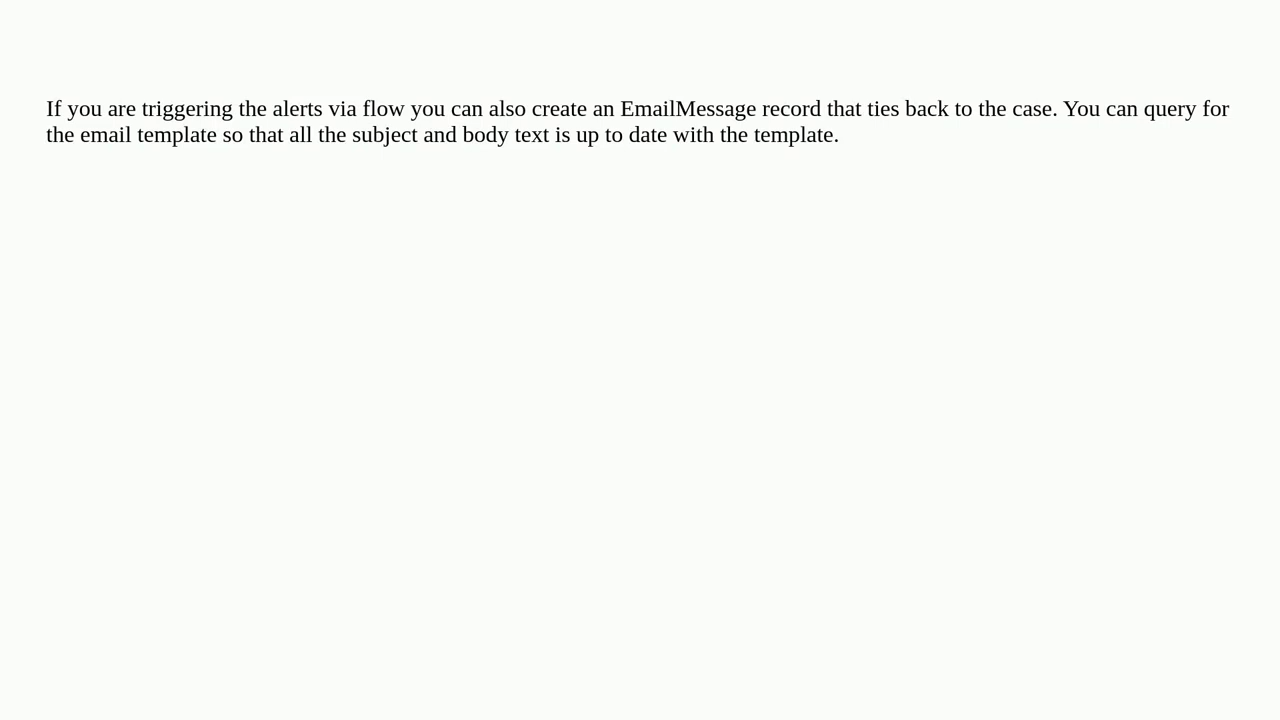 If you are triggering the alerts via flow you can also create an EmailMessage record that ties back to the case. You can query for
the email template so that all the subject and body text is up to date with the template.